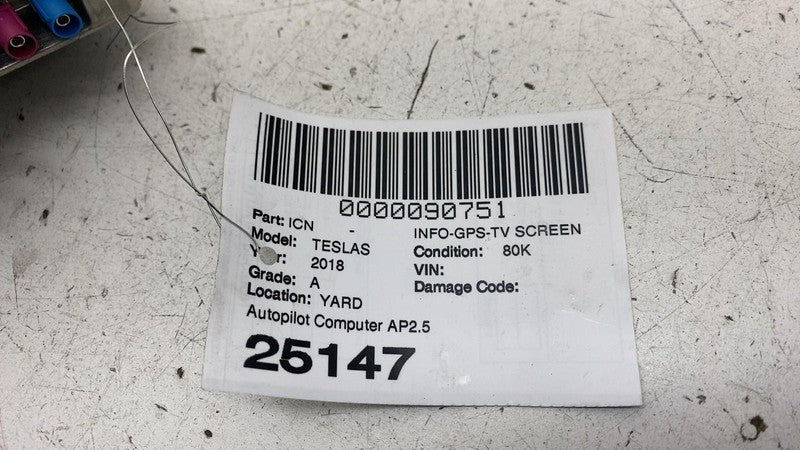 0000090751
Part: ICN - INFO-GPS-TV SCREEN
Model: TESLAS Condition: 80K
2018 VIN:
Grade: A Damage Code:
Location: YARD
Autopilot Computer AP2.5
25147